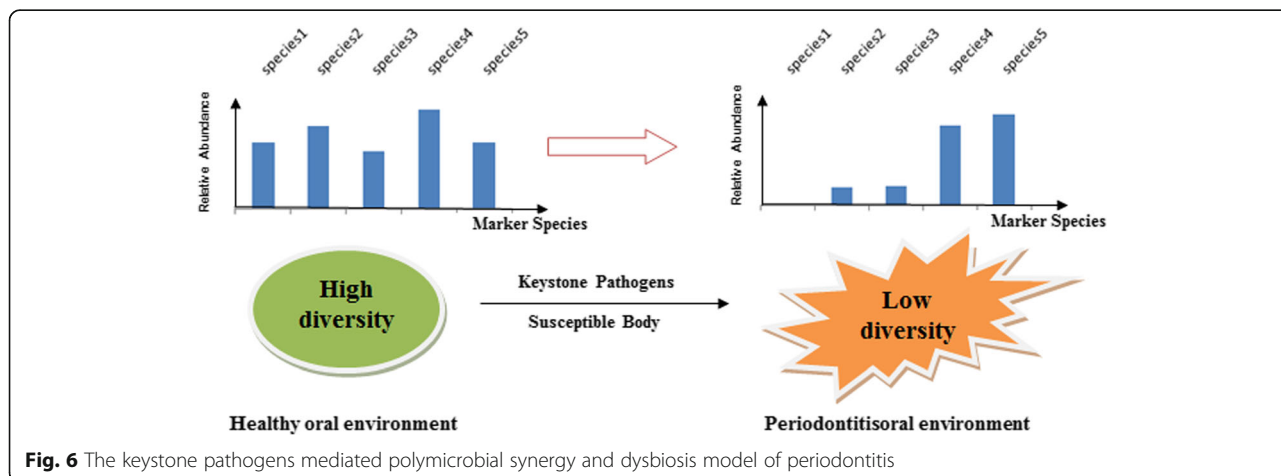 species1
species2
species3
species4
species5
Relative Abundance
Marker Species
species1
species2
species3
species4
species5
Relative Abundance
Marker Species
High
diversity
Keystone Pathogens
Susceptible Body
Low
diversity
Healthy oral environment
Periodontitisoral environment
Fig. 6 The keystone pathogens mediated polymicrobial synergy and dysbiosis model of periodontitis